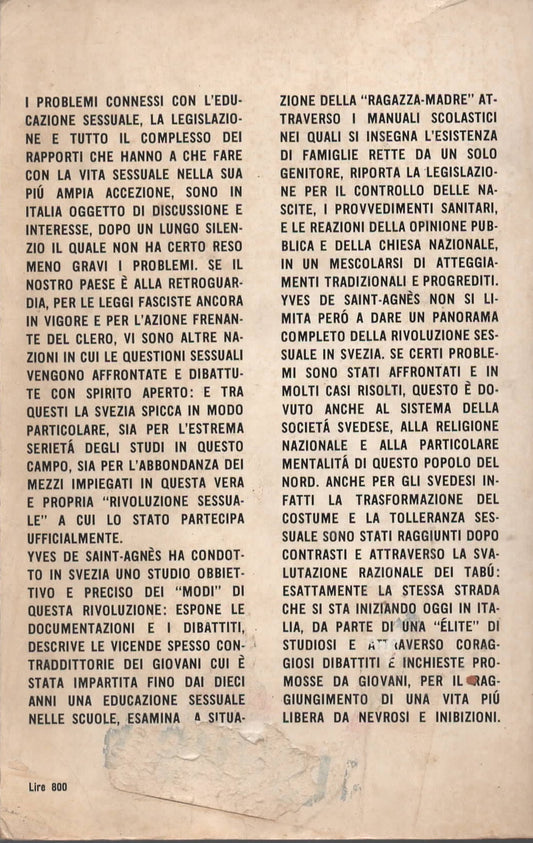 I PROBLEMI CONNESSI CON L'EDU-
CAZIONE SESSUALE, LA LEGISLAZIO-
NE E TUTTO IL COMPLESSO DEI
RAPPORTI CHE HANNO A CHE FARE
CON LA VITA SESSUALE NELLA SUA
PIÚ AMPIA ACCEZIONE, SONO IN
ITALIA OGGETTO DI DISCUSSIONE E
INTERESSE, DOPO UN LUNGO SILEN-
ZIO IL QUALE NON HA CERTO RESO
MENO GRAVI I PROBLEMI. SE IL
NOSTRO PAESE È ALLA RETROGUAR-
DIA, PER LE LEGGI FASCISTE ANCORA
IN VIGORE E PER L'AZIONE FRENAN-
TE DEL CLERO, VI SONO ALTRE NA-
ZIONI IN CUI LE QUESTIONI SESSUALI
VENGONO AFFRONTATE E DIBATTU-
TE CON SPIRITO APERTO: E TRA
QUESTI LA SVEZIA SPICCA IN MODO
PARTICOLARE, SIA PER L'ESTREMA
SERIETÁ DEGLI STUDI IN QUESTO
CAMPO, SIA PER L'ABBONDANZA DEI
MEZZI IMPIEGATI IN QUESTA VERA
E PROPRIA "RIVOLUZIONE SESSUA-
LE" A CUI LO STATO PARTECIPA
UFFICIALMENTE.
YVES DE SAINT-AGNÈS HA CONDOT-
TO IN SVEZIA UNO STUDIO OBBIET-
TIVO E PRECISO DEI "MODI" DI
QUESTA RIVOLUZIONE: ESPONE LE
DOCUMENTAZIONI E I DIBATTITI,
DESCRIVE LE VICENDE SPESSO CON-
TRADDITTORIE DEI GIOVANI CUI È
STATA IMPARTITA FINO DAI DIECI
ANNI UNA EDUCAZIONE SESSUALE
NELLE SCUOLE, ESAMINA A SITUA-
ZIONE DELLA "RAGAZZA-MADRE" AT-
TRAVERSO I MANUALI SCOLASTICI
NEI QUALI SI INSEGNA L'ESISTENZA
DI FAMIGLIE RETTE DA UN SOLO
GENITORE, RIPORTA LA LEGISLAZIO-
NE PER IL CONTROLLO DELLE NA-
SCITE, I PROVVEDIMENTI SANITARI,
E LE REAZIONI DELLA OPINIONE PUB-
BLICA E DELLA CHIESA NAZIONALE,
IN UN MESCOLARSI DI ATTEGGIA-
MENTI TRADIZIONALI E PROGREDITI.
YVES DE SAINT-AGNÈS NON SI LI-
MITA PERÓ A DARE UN PANORAMA
COMPLETO DELLA RIVOLUZIONE SES-
SUALE IN SVEZIA. SE CERTI PROBLE-
MI SONO STATI AFFRONTATI E IN
MOLTI CASI RISOLTI, QUESTO È DO-
VUTO ANCHE AL SISTEMA DELLA
SOCIETÁ SVEDESE, ALLA RELIGIONE
NAZIONALE E ALLA PARTICOLARE
MENTALITÁ DI QUESTO POPOLO DEL
NORD. ANCHE PER GLI SVEDESI IN-
FATTI LA TRASFORMAZIONE DEL
COSTUME E LA TOLLERANZA SES-
SUALE SONO STATI RAGGIUNTI DOPO
CONTRASTI E ATTRAVERSO LA SVA-
LUTAZIONE RAZIONALE DEI TABÚ:
ESATTAMENTE LA STESSA STRADA
CHE SI STA INIZIANDO OGGI IN ITA-
LIA, DA PARTE DI UNA "ÉLITE" DI
STUDIOSI E ATTRAVERSO CORAG-
GIOSI DIBATTITI E INCHIESTE PRO-
MOSSE DA GIOVANI, PER IL RAG-
GIUNGIMENTO DI UNA VITA PIÚ
LIBERA DA NEVROSI E INIBIZIONI.
Lire 800